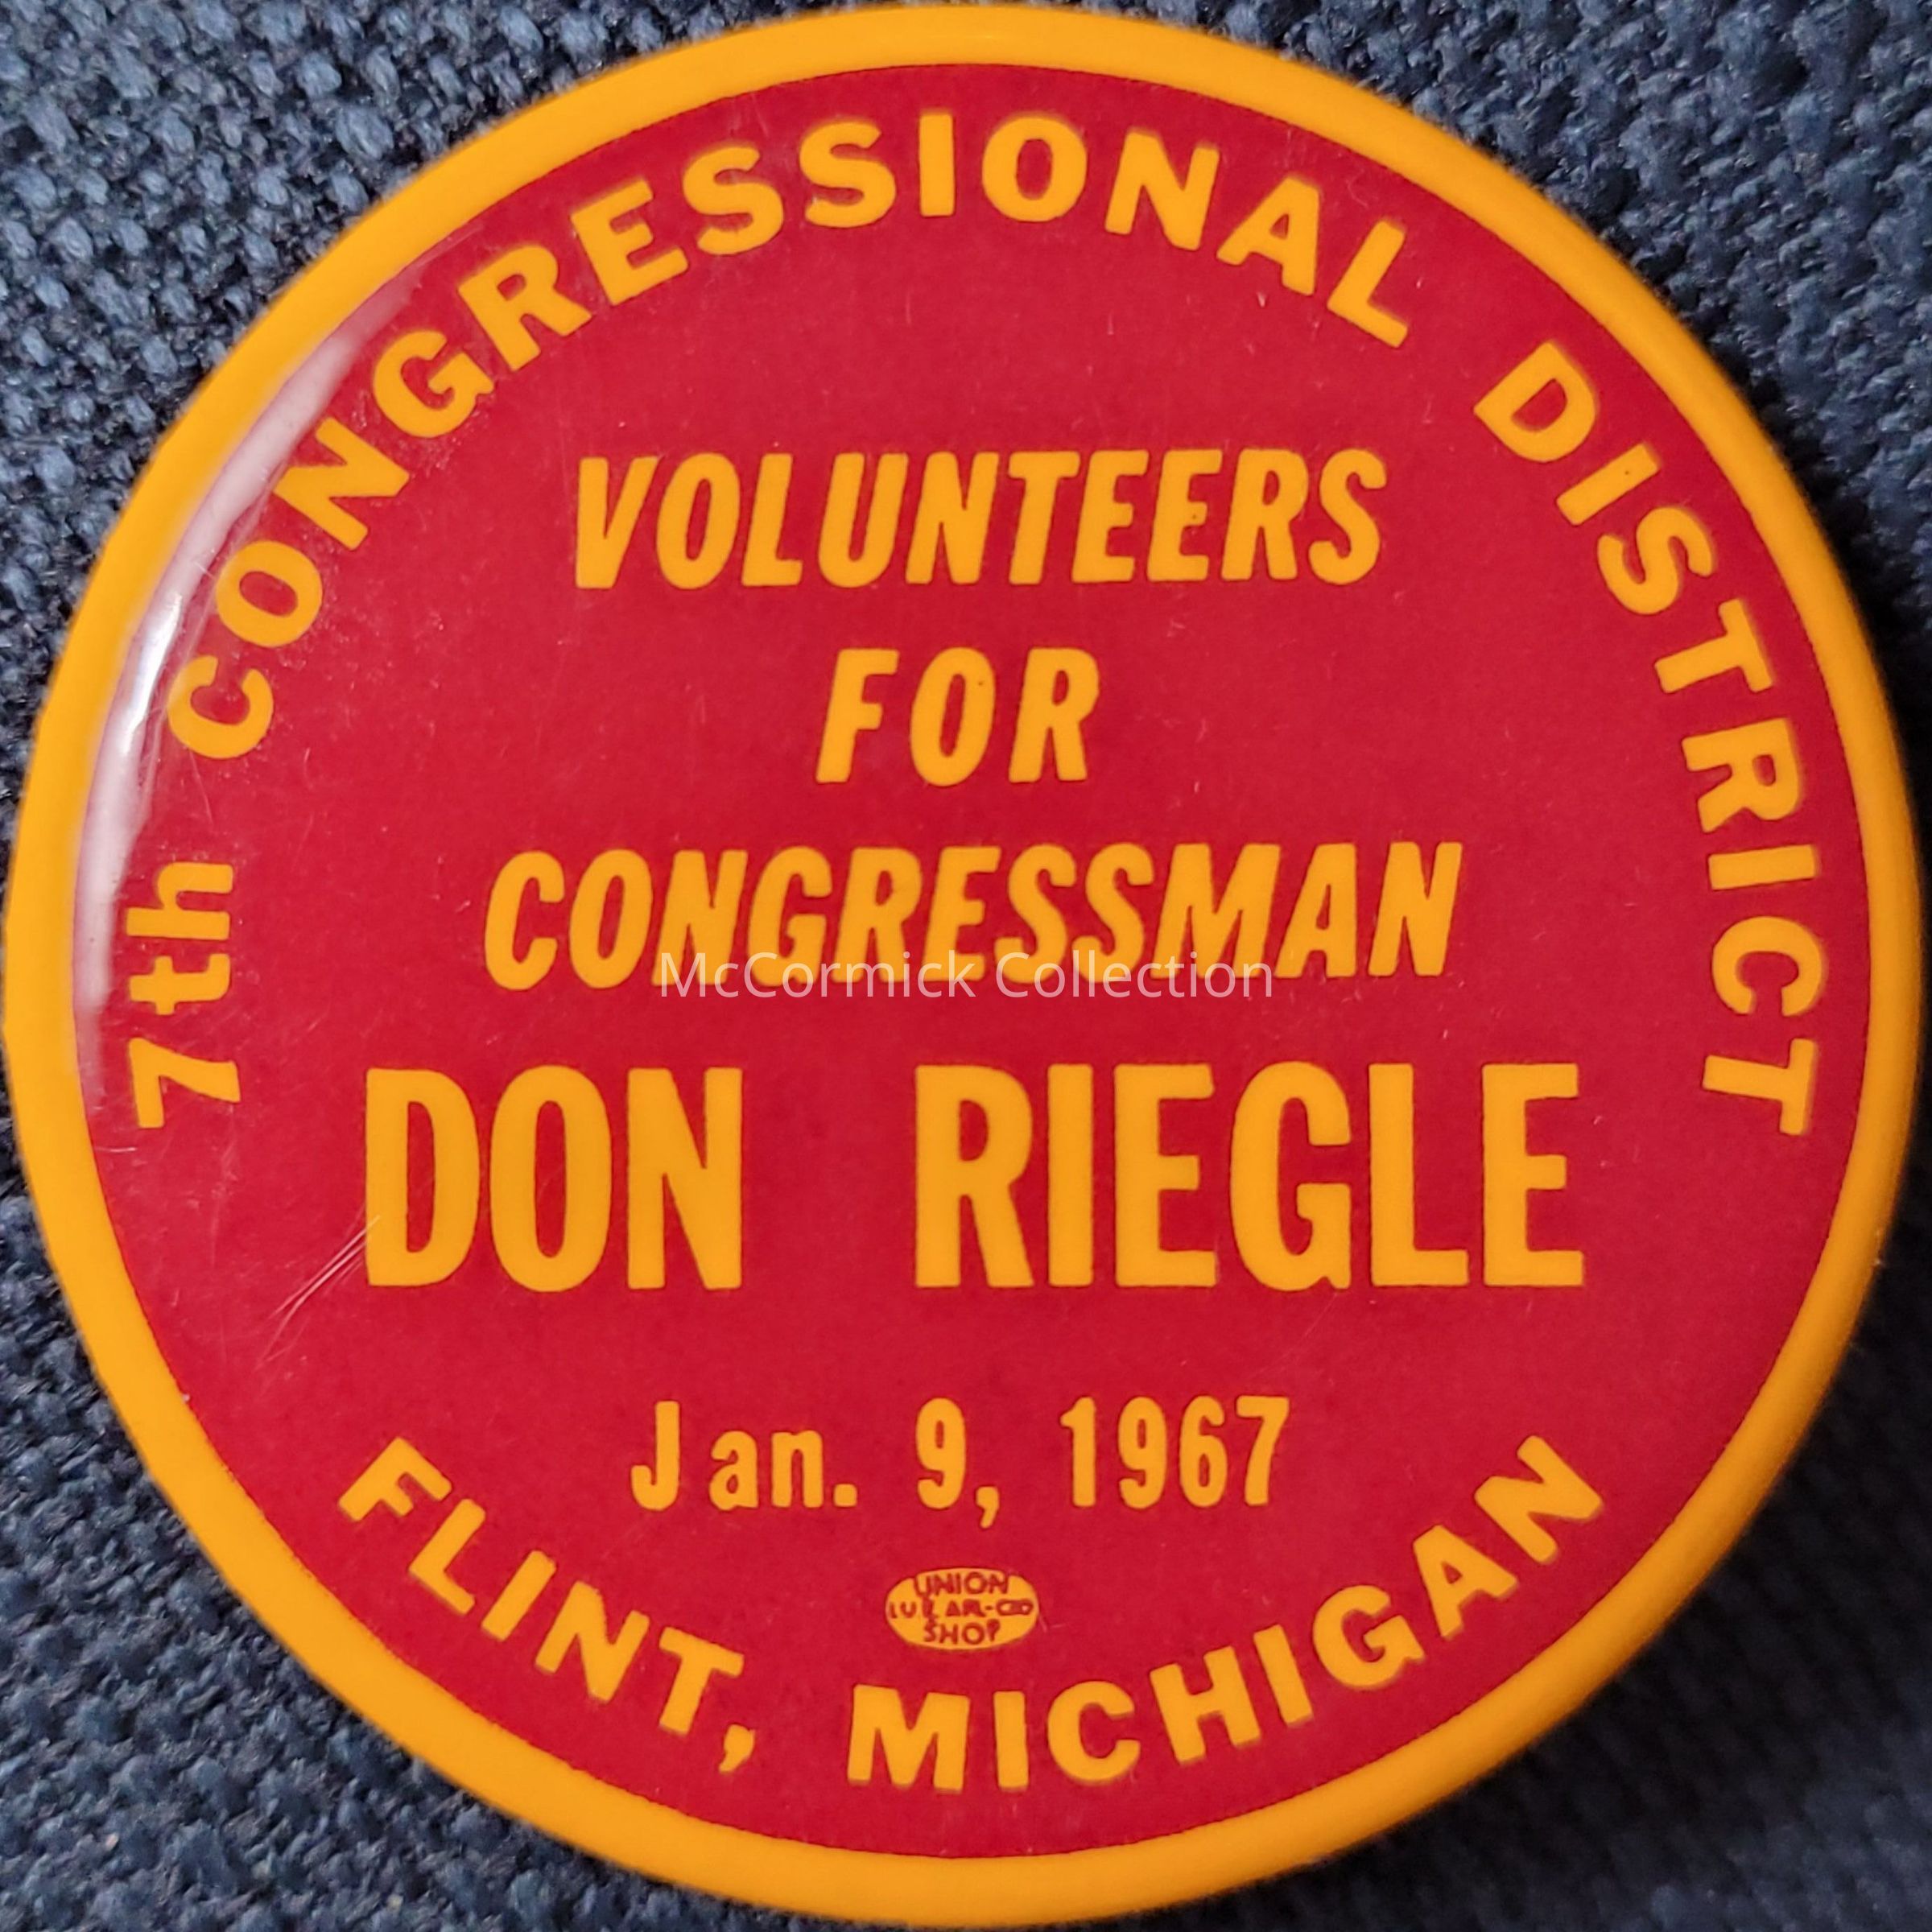 7th CONGRESSIONAL DISTRICT
VOLUNTEERS
FOR
CONGRESSMAN
McCormick Collection
DON RIEGLE
Jan. 9, 1967
UNION
SHOP
FLINT, MICHIGAN